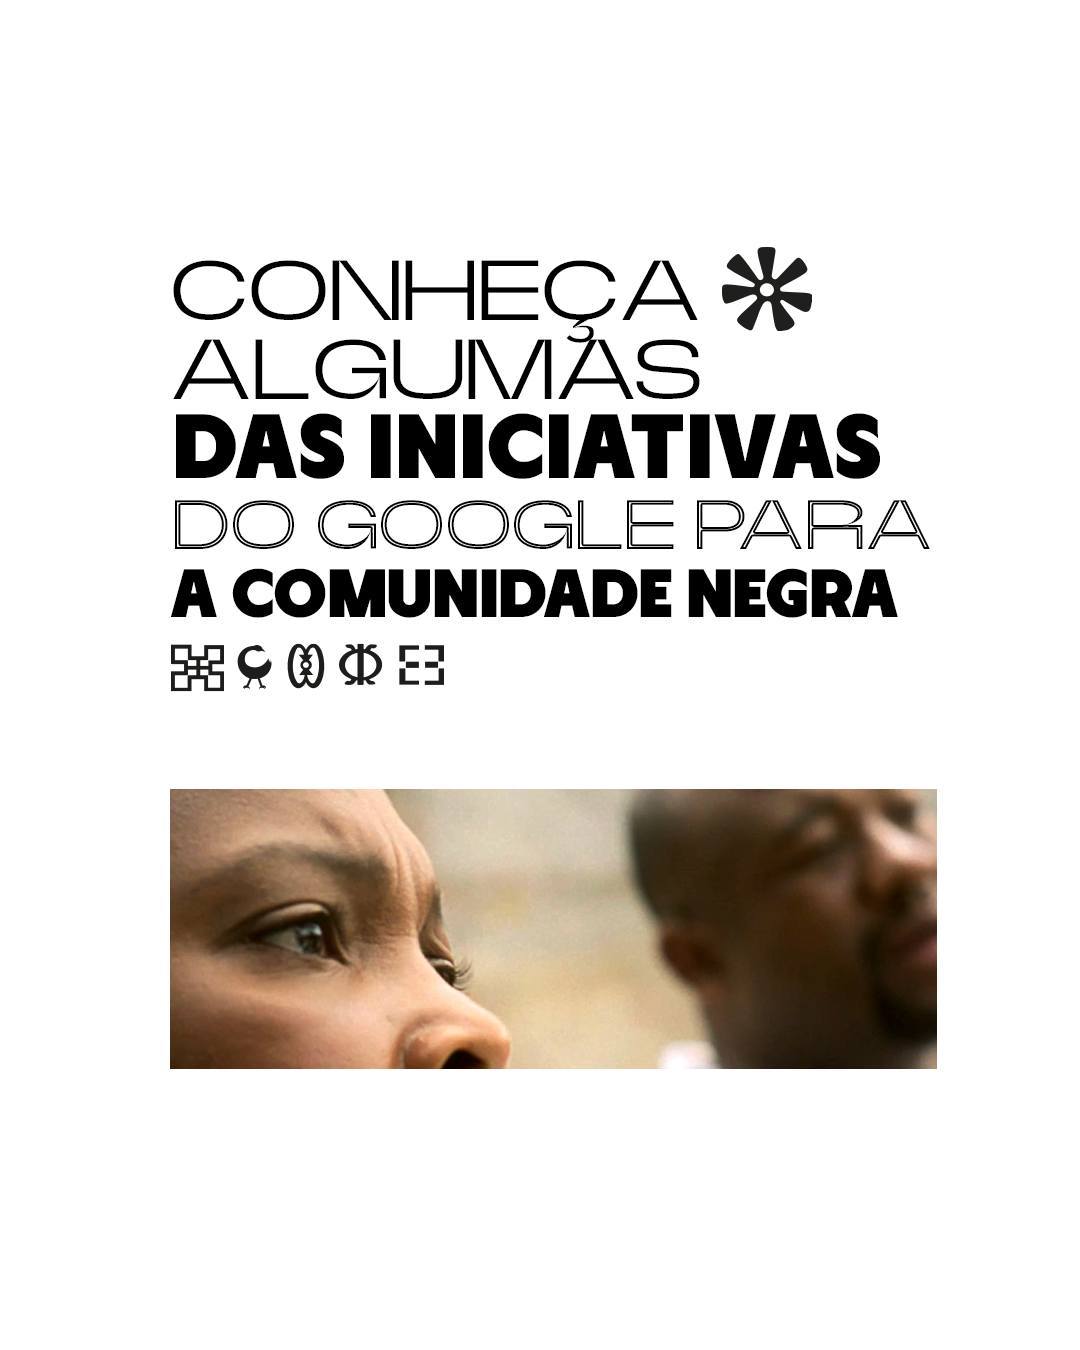 CONHEÇA
ALGUMAS
DAS INICIATIVAS
DO GOOGLE PARA
A COMUNIDADE NEGRA